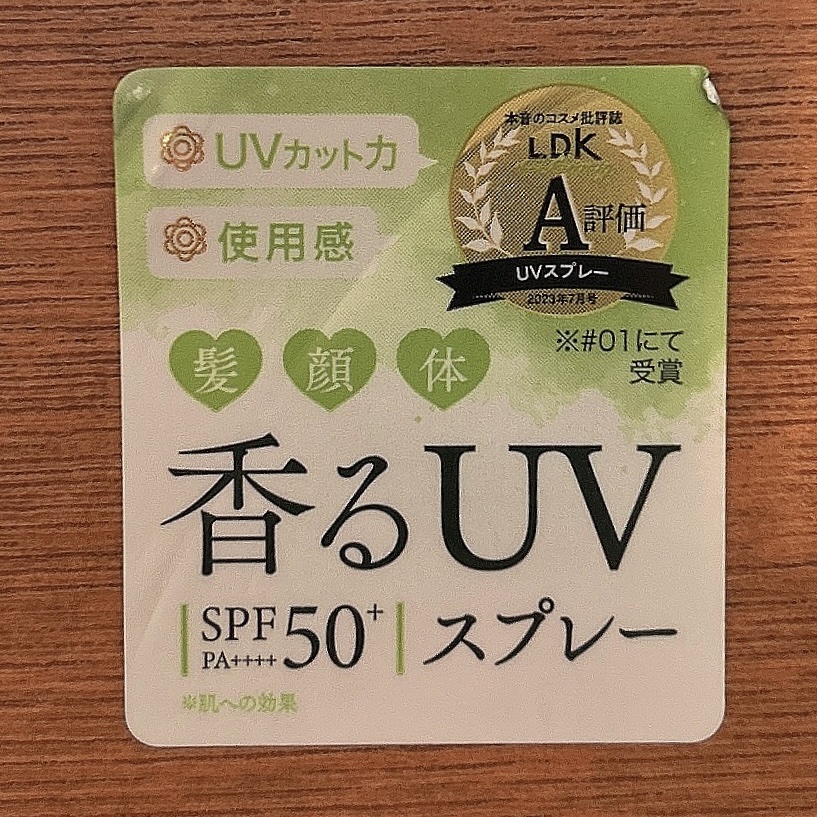 UVカット力
使用感
本音のコスメ批評誌
LDK
A評価
UVスプレー
2023年7月号
※#01にて
受賞
髪 顔 体
香るUV
SPF50+
PA++++
スプレー
※肌への効果